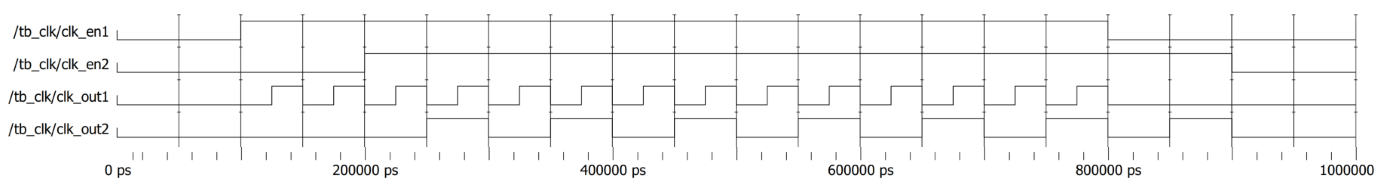 /tb_clk/clk_en1
/tb_clk/clk_en2
/tb_clk/clk_out1
/tb_clk/clk_out2
0 ps 200000 ps 400000 ps 600000 ps 800000 ps 1000000